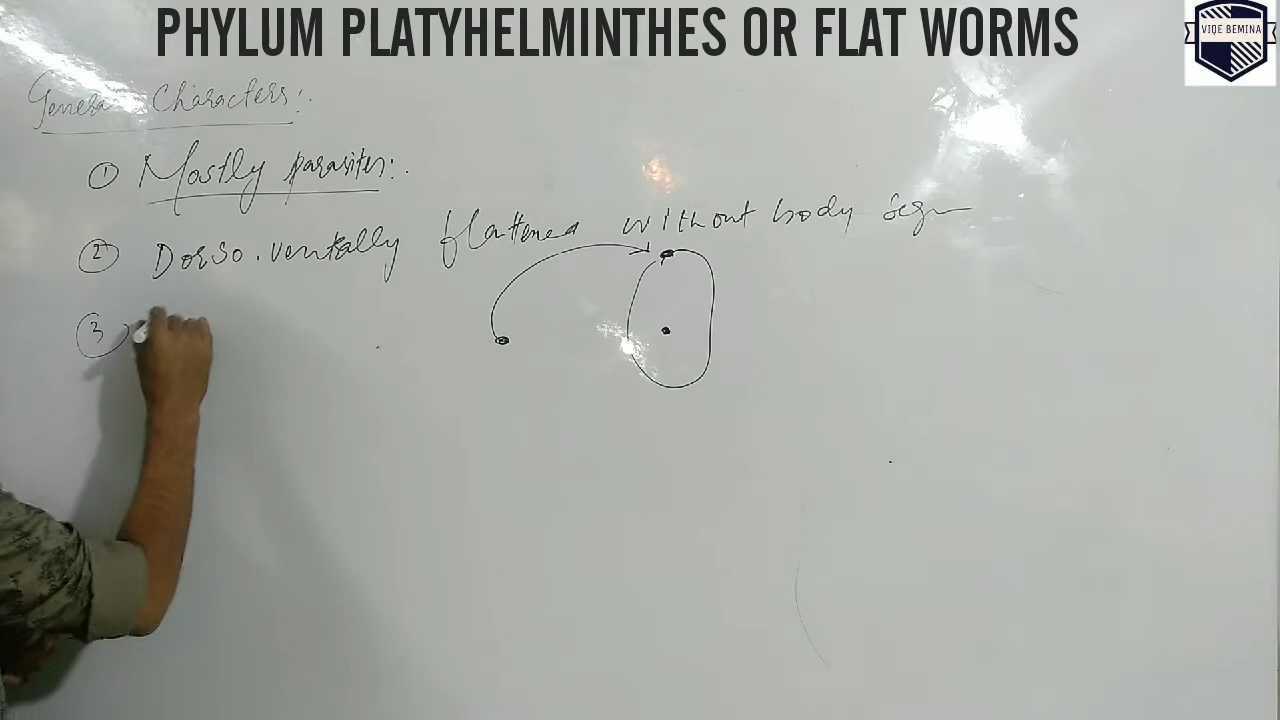 PHYLUM PLATYHELMINTHES OR FLAT WORMS
VIQE BEMINA
General Characters:.
① Mostly parasites:.
② Dorso.ventrally flattened without body segm
③